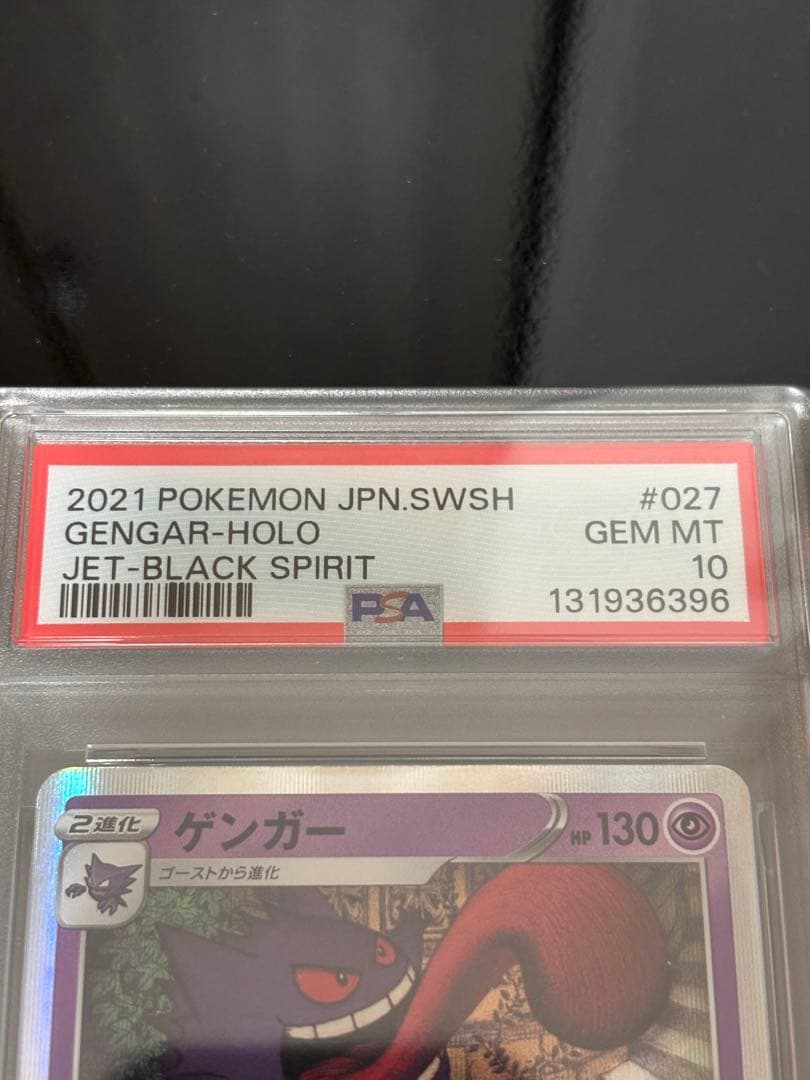 2021 POKEMON JPN.SWSH #027
GENGAR-HOLO GEM MT
JET-BLACK SPIRIT 10
PSA 131936396
2進化 ゲンガー HP 130
ゴーストから進化